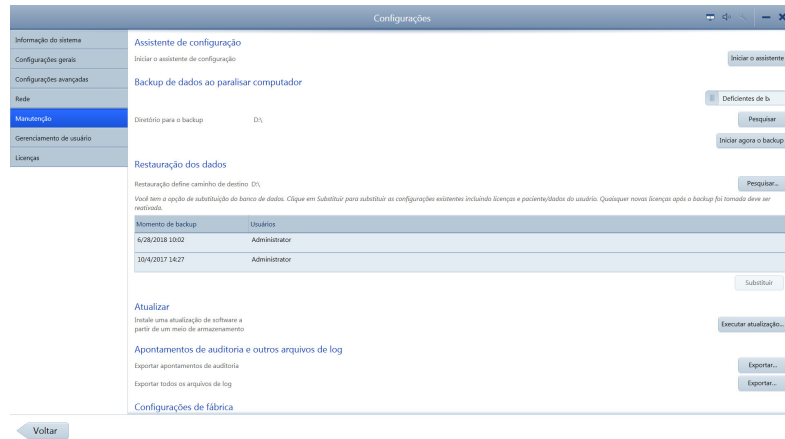 Configurações
Informação do sistema
Configurações gerais
Configurações avançadas
Rede
Manutenção
Gerenciamento de usuário
Licenças
Assistente de configuração
Iniciar o assistente de configuração
Iniciar o assistente
Backup de dados ao paralisar computador
Deficientes de b
Diretório para o backup D:\
Pesquisar
Iniciar agora o backup
Restauração dos dados
Restauração define caminho de destino D:\
Pesquisar...
Você tem a opção de substituição do banco de dados. Clique em Substituir para substituir as configurações existentes incluindo licenças e paciente/dados do usuário. Quaisquer novas licenças após o backup foi tomada deve ser
reativado.
Momento de backup Usuários
6/28/2018 10:02 Administrator
10/4/2017 14:27 Administrator
Substituir
Atualizar
Instale uma atualização de software a
partir de um meio de armazenamento
Executar atualização...
Apontamentos de auditoria e outros arquivos de log
Exportar apontamentos de auditoria
Exportar...
Exportar todos os arquivos de log
Exportar...
Configurações de fábrica
Voltar